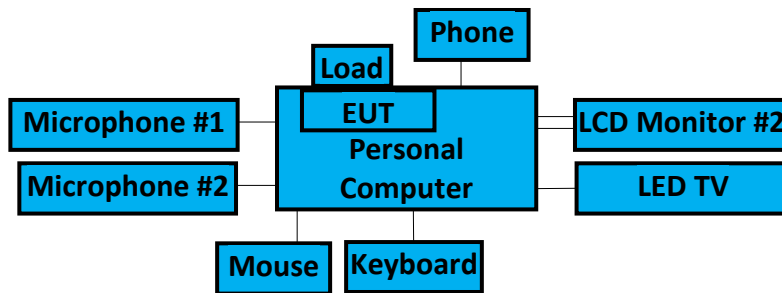 Phone
Load
Microphone #1
EUT
LCD Monitor #2
Personal
Computer
Microphone #2
LED TV
Mouse
Keyboard